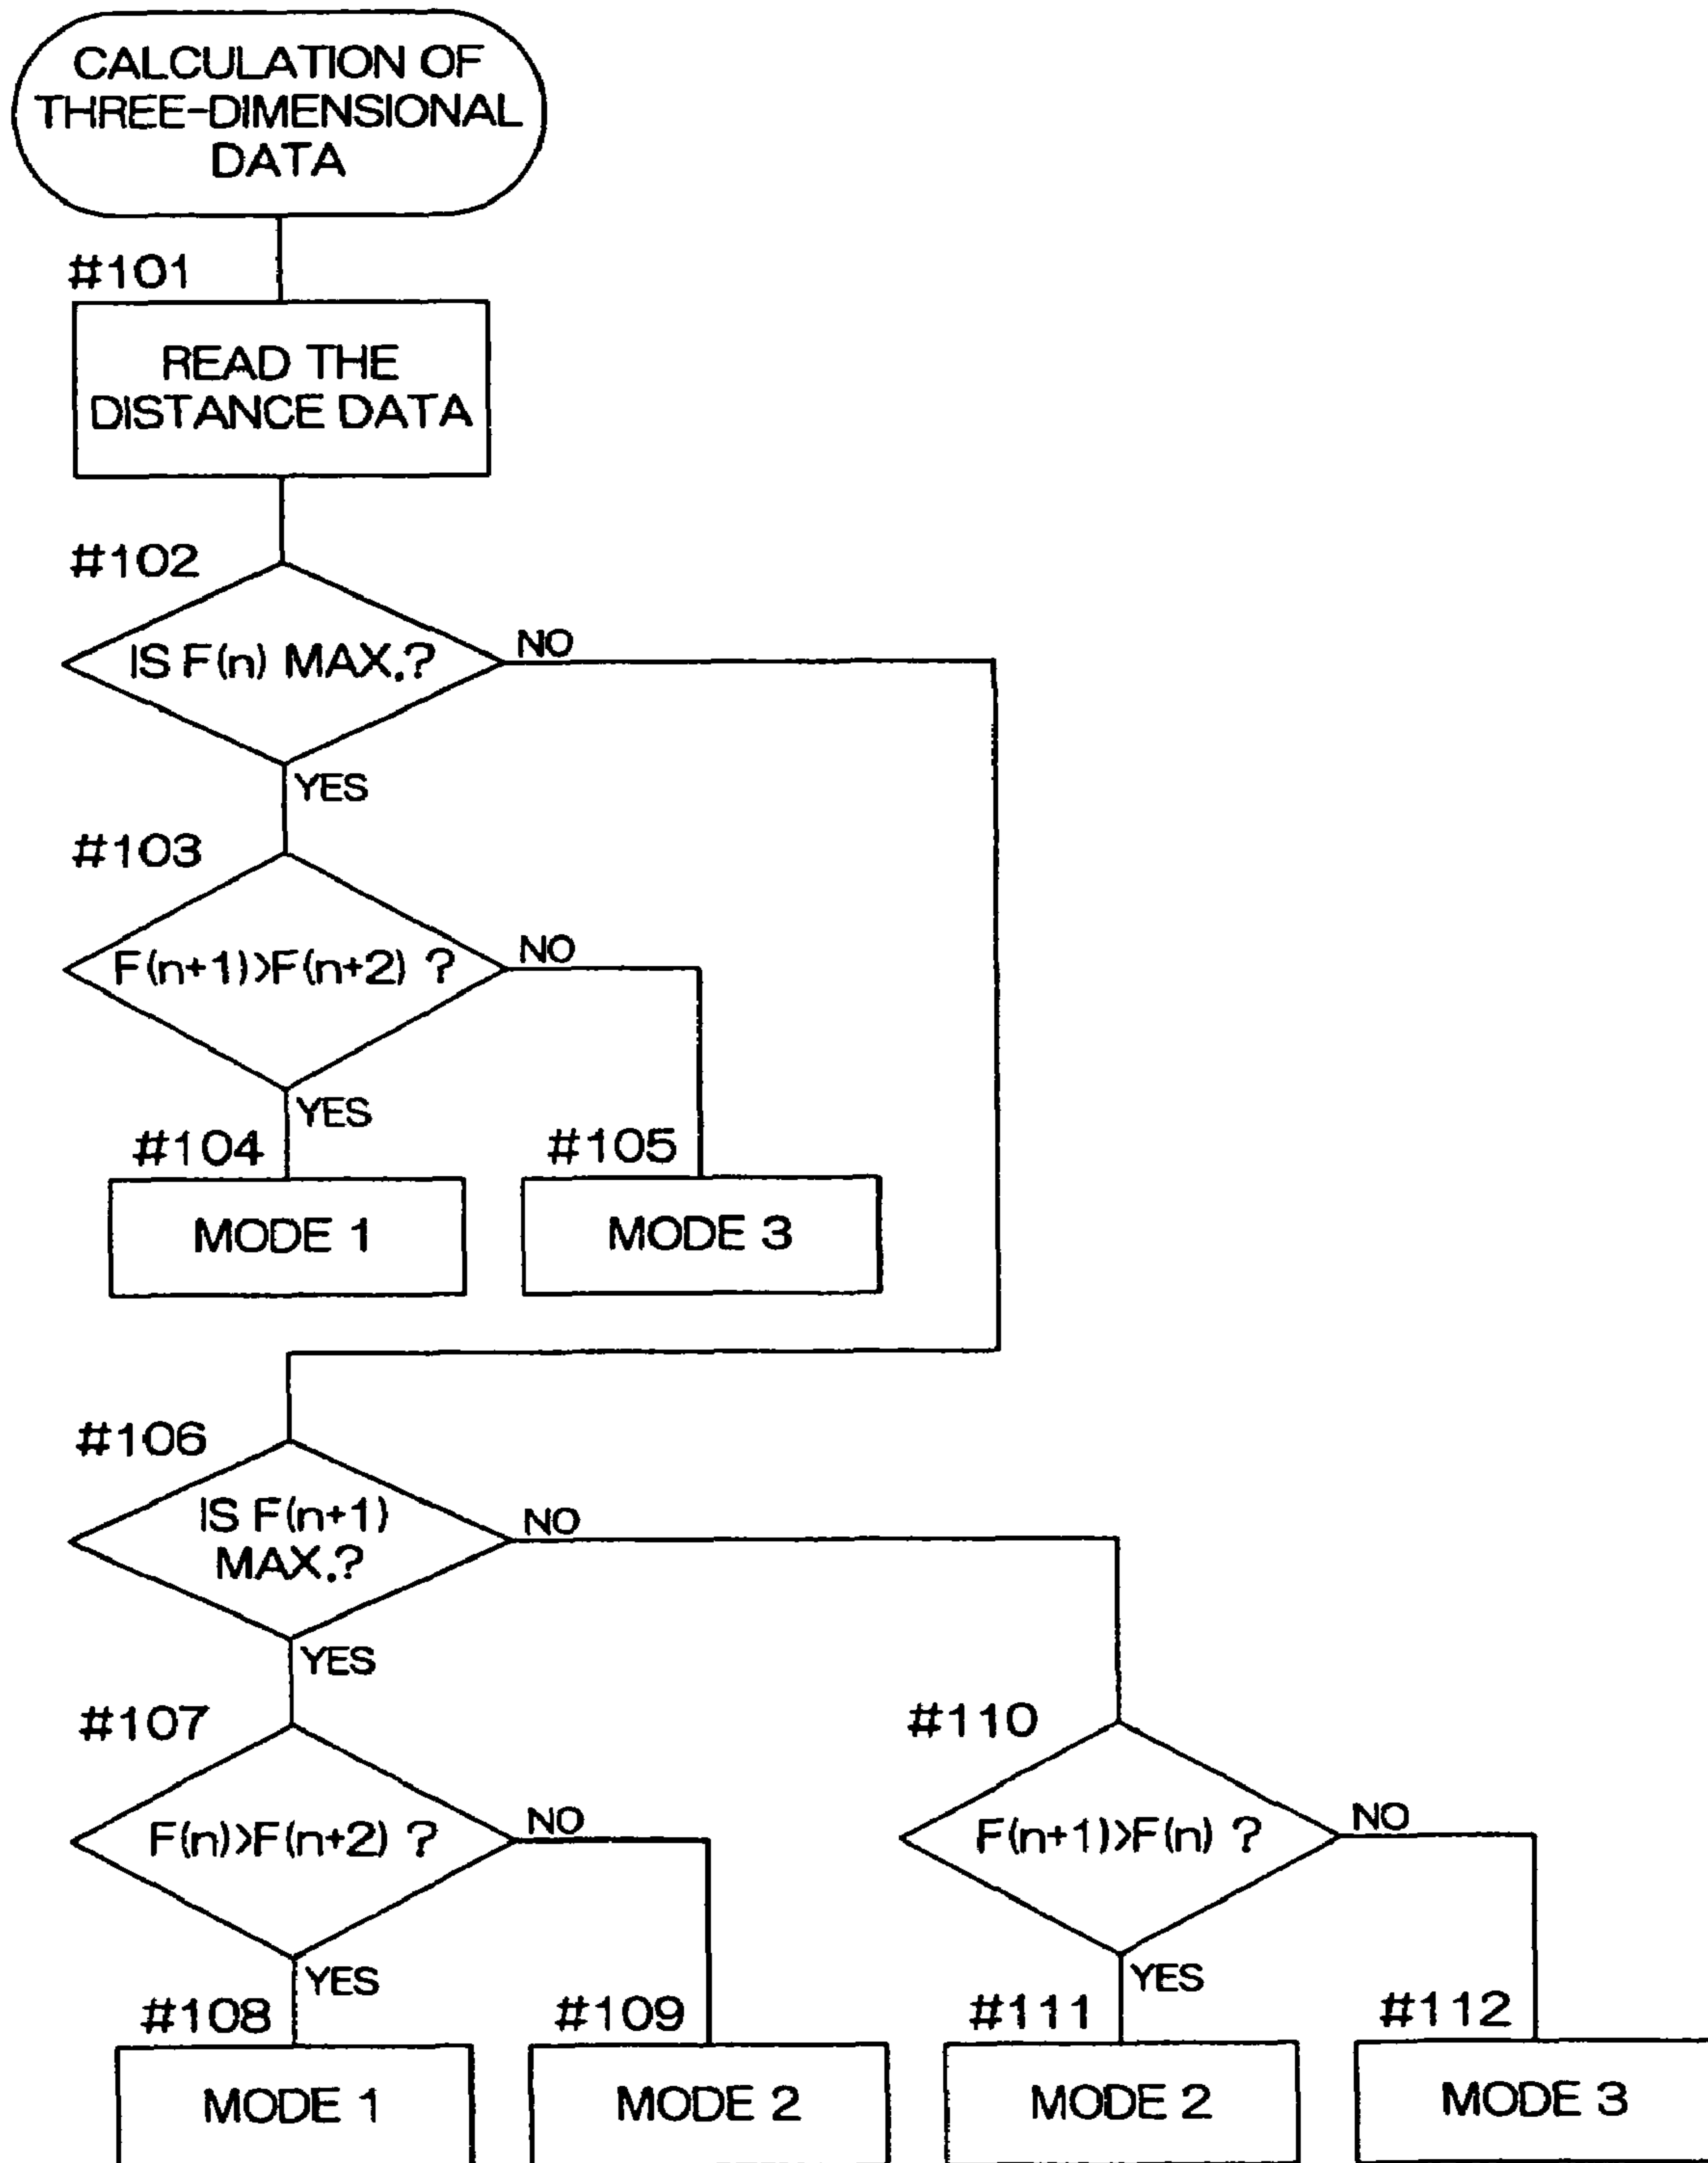 CALCULATION OF
THREE-DIMENSIONAL
DATA
#101
READ THE
DISTANCE DATA
#102
IS F(n) MAX.?
NO
YES
#103
F(n+1)>F(n+2) ?
NO
YES
#104
#105
MODE 1
MODE 3
#106
IS F(n+1)
MAX.?
NO
YES
#107
#110
F(n)>F(n+2) ?
NO
F(n+1)>F(n) ?
NO
YES
YES
#108
#109
#111
#112
MODE 1
MODE 2
MODE 2
MODE 3